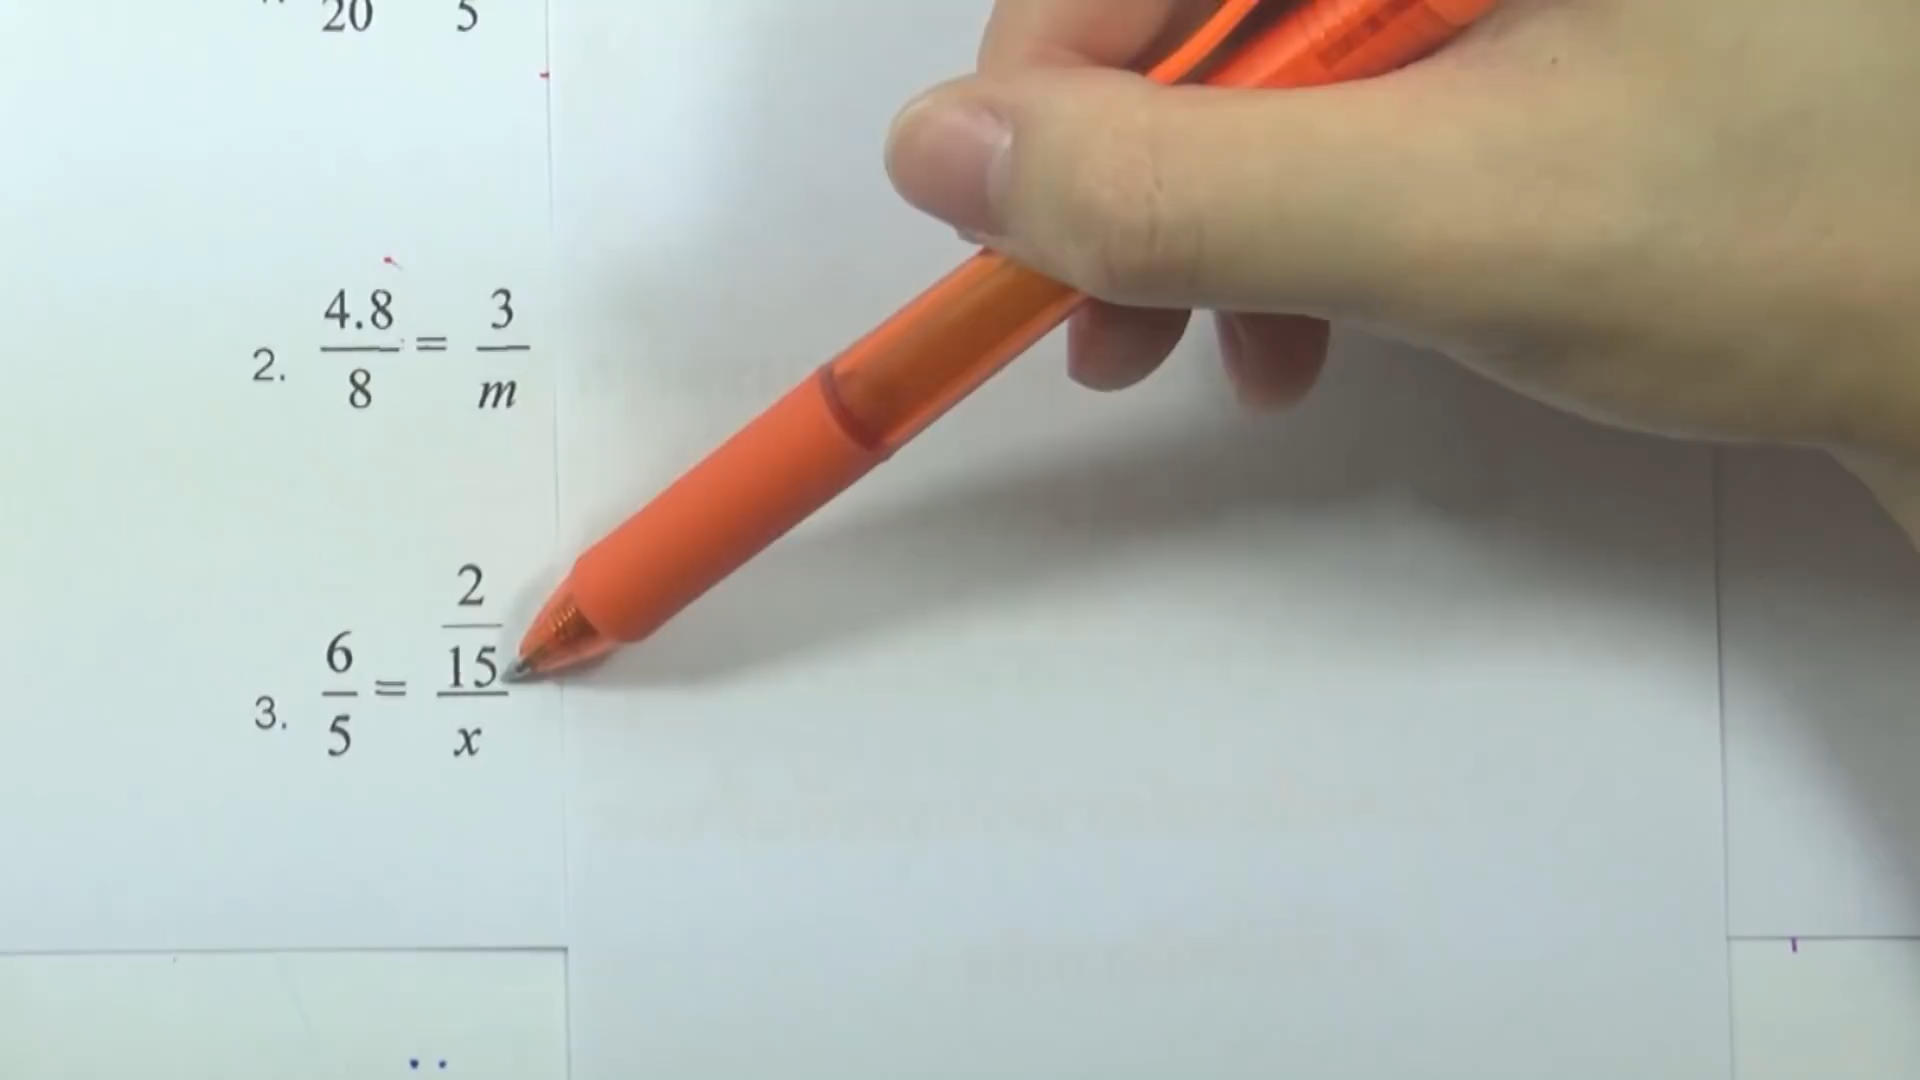 20 5
2. 4.8/8 = 3/m
3. 6/5 = 2/15/x